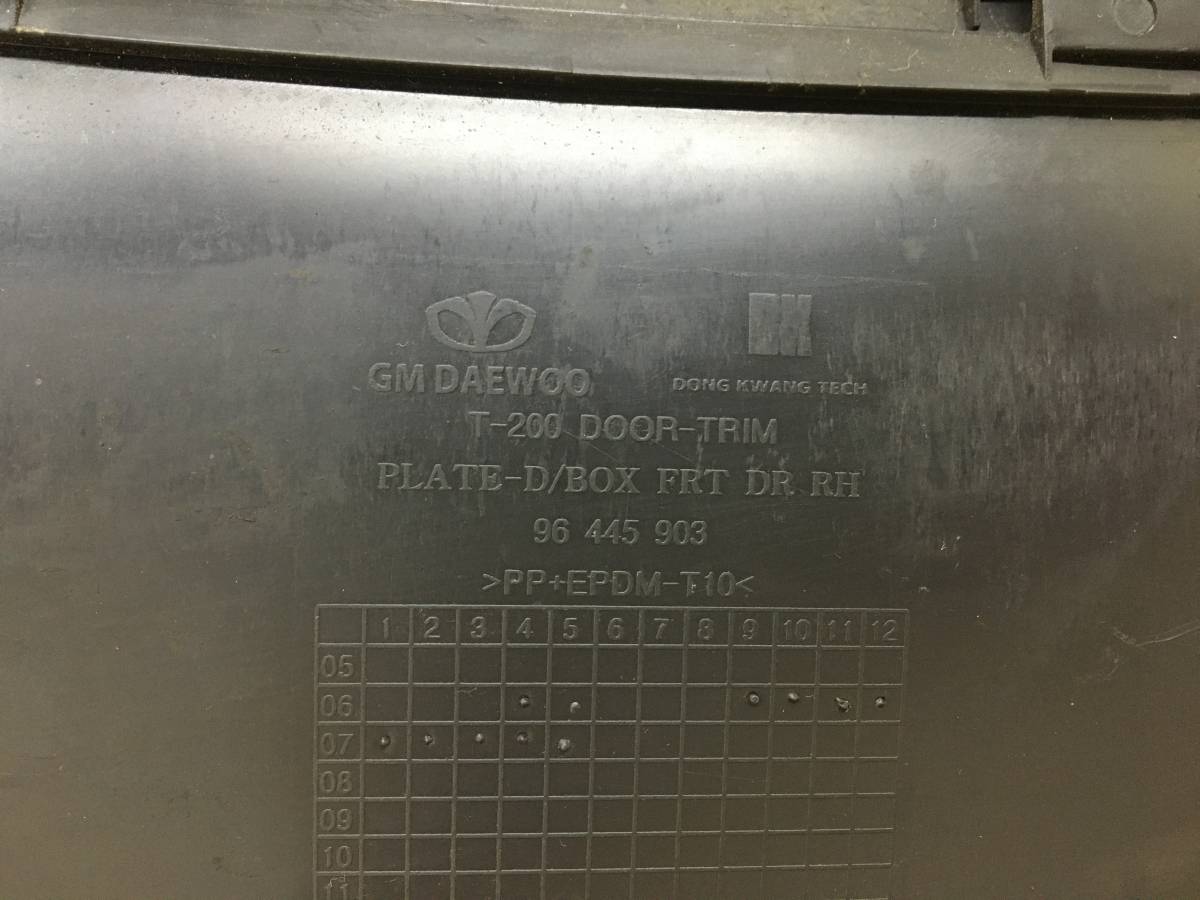 GM DAEWOO
DONG KWANG TECH
T-200 DOOR-TRIM
PLATE-D/BOX FRT DR RH
96 445 903
>PP+EPDM-T10<
1 2 3 4 5 6 7 8 9 10 11 12
05
06
07
08
09
10
11